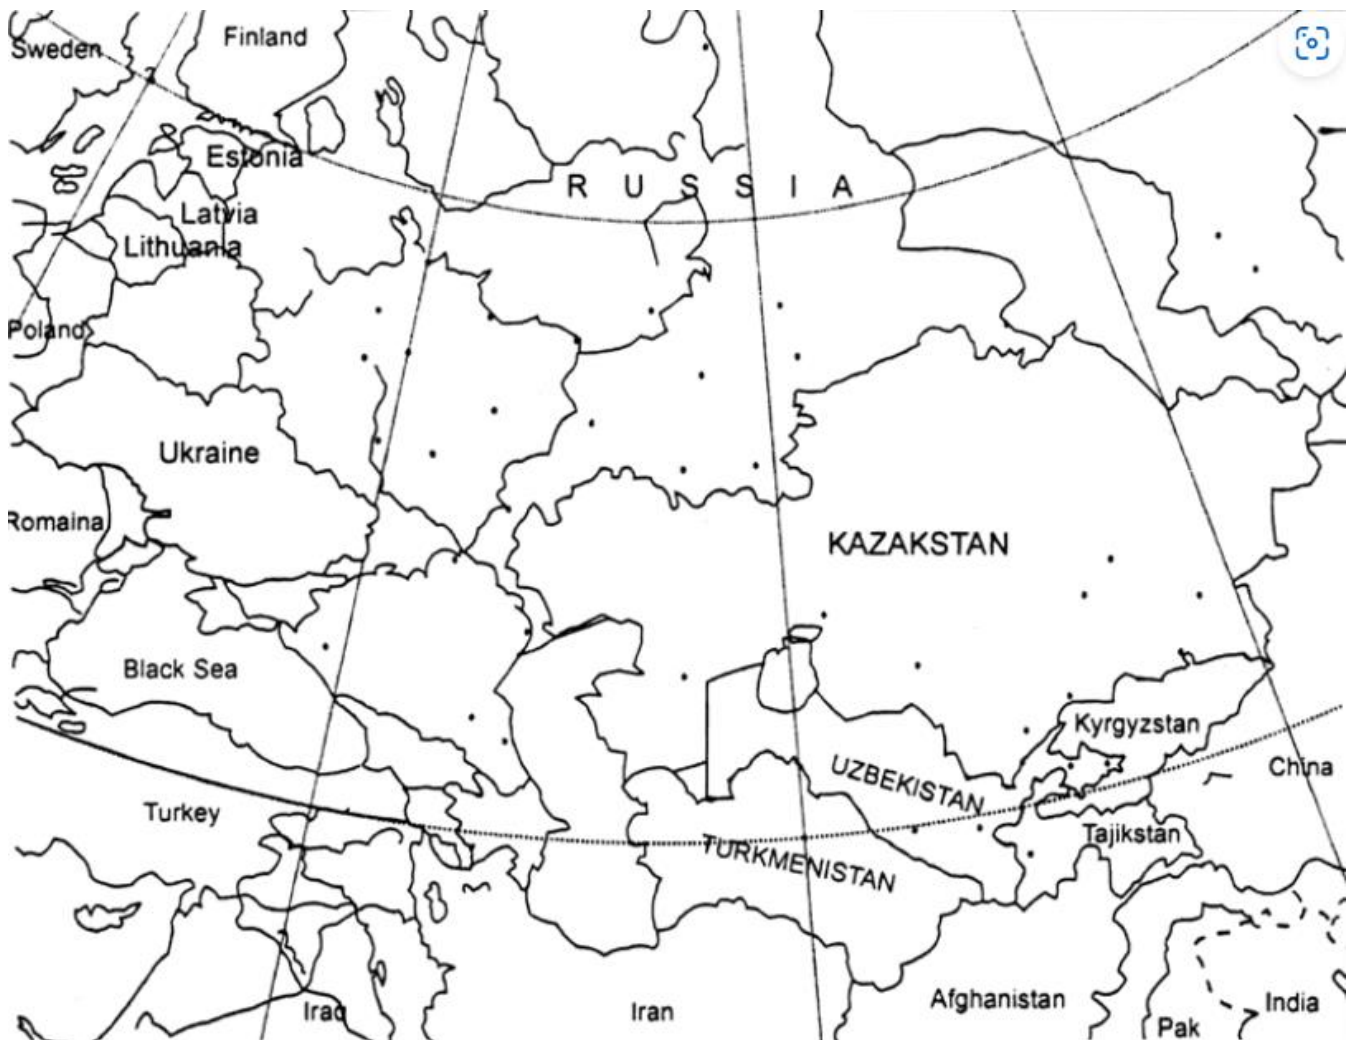 Sweden
Finland
Estonia
RUSSIA
Latvia
Lithuania
Poland
Ukraine
Romaina
KAZAKSTAN
Black Sea
Kyrgyzstan
UZBEKISTAN
China
Turkey
TURKMENISTAN
Tajikstan
Iraq
Iran
Afghanistan
Pak
India